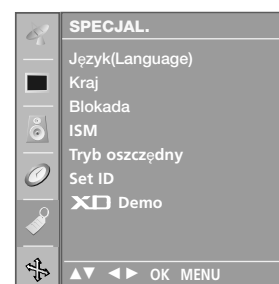 SPECJAL.
Język(Language)
Kraj
Blokada
ISM
Tryb oszczędny
Set ID
XD Demo
▲▼ ◄► OK MENU